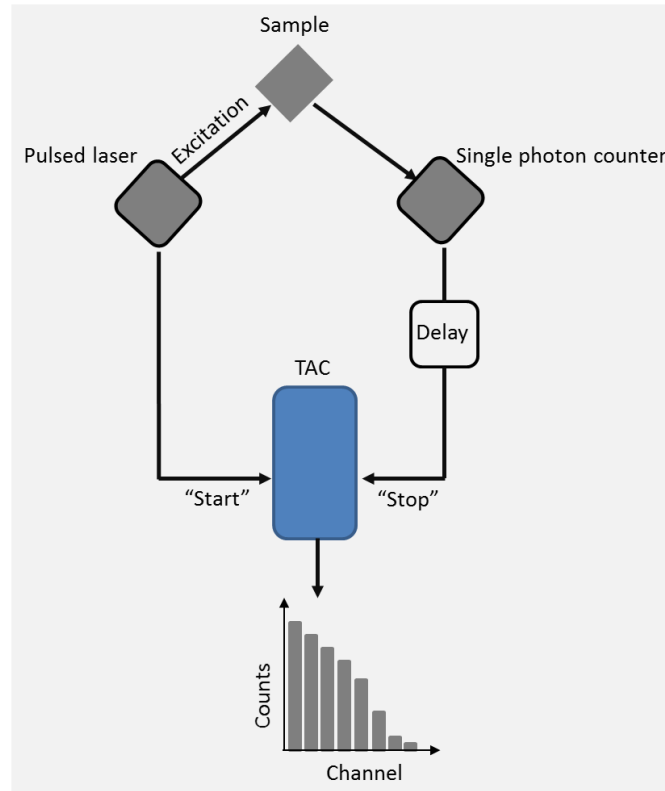 Sample
Excitation
Pulsed laser
Single photon counter
Delay
TAC
“Start”
“Stop”
Counts
Channel